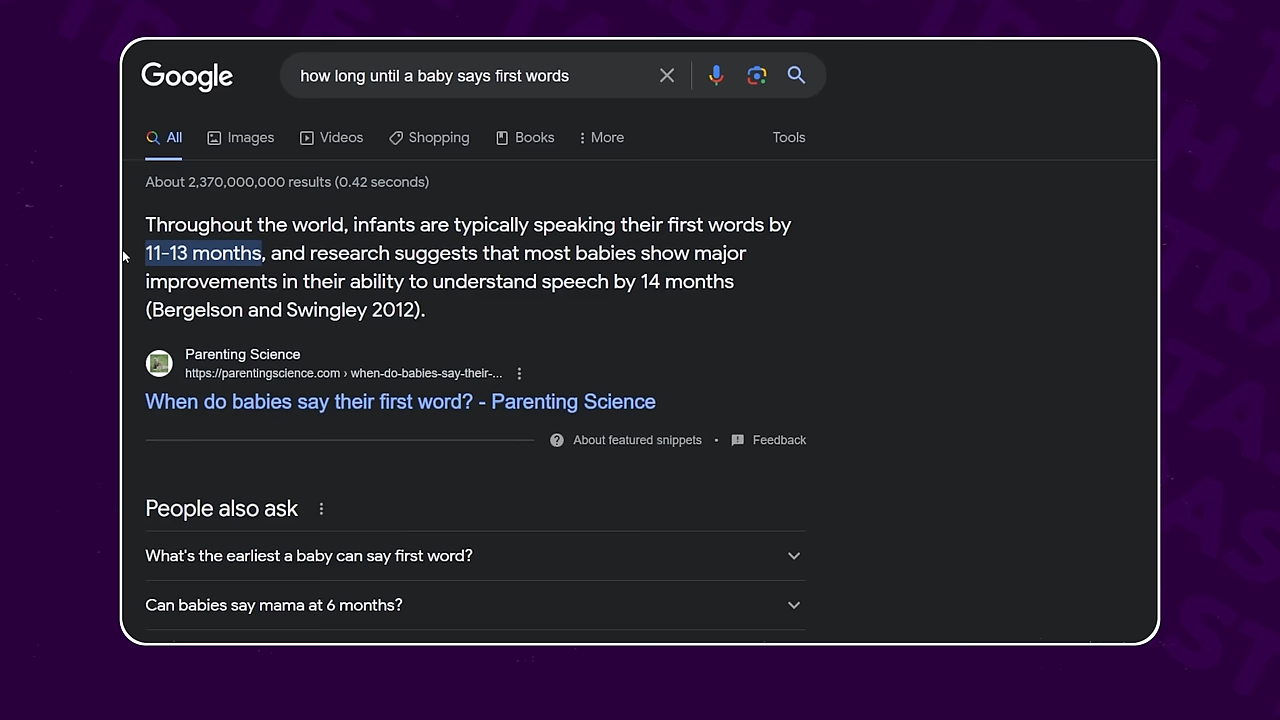 Google
how long until a baby says first words
All Images Videos Shopping Books More Tools
About 2,370,000,000 results (0.42 seconds)
Throughout the world, infants are typically speaking their first words by
11-13 months, and research suggests that most babies show major
improvements in their ability to understand speech by 14 months
(Bergelson and Swingley 2012).
Parenting Science
https://parentingscience.com › when-do-babies-say-their-...
When do babies say their first word? - Parenting Science
About featured snippets • Feedback
People also ask
What's the earliest a baby can say first word?
Can babies say mama at 6 months?